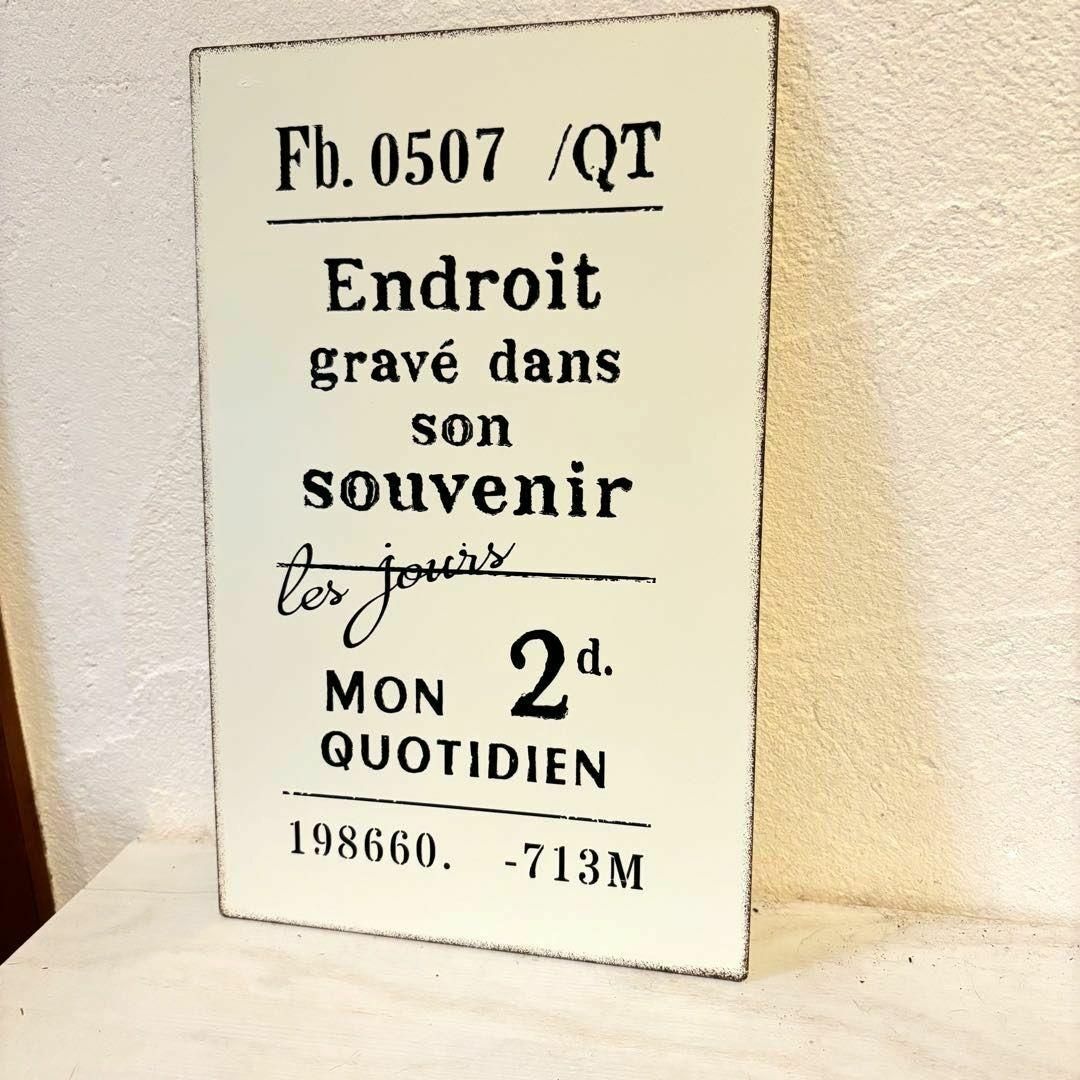 Fb. 0507 /QT
Endroit
gravé dans
son
souvenir
les jours
MON 2d.
QUOTIDIEN
198660. -713M